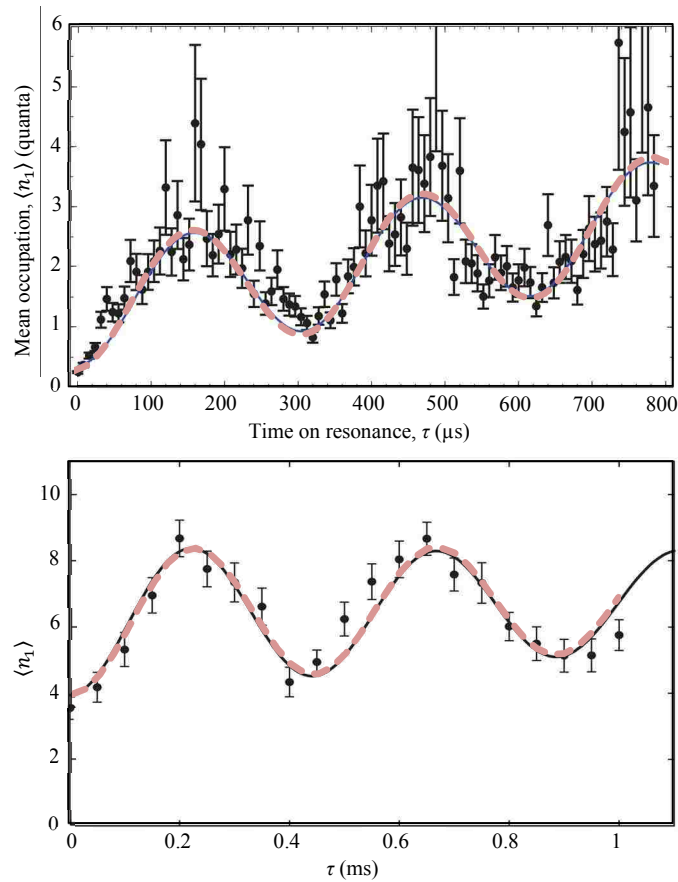 Mean occupation, ⟨n₁⟩ (quanta)
6
5
4
3
2
1
0
0 100 200 300 400 500 600 700 800
Time on resonance, τ (µs)
⟨n₁⟩
10
8
6
4
2
0
0 0.2 0.4 0.6 0.8 1
τ (ms)